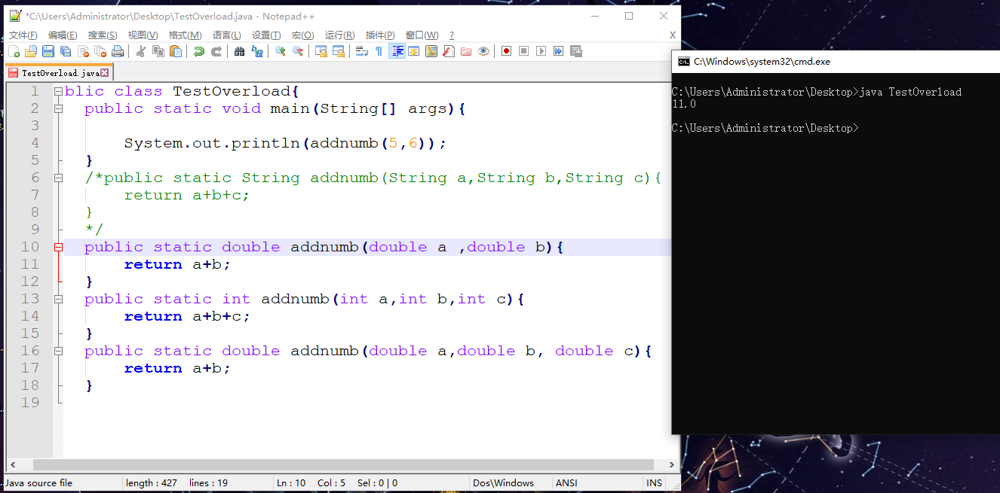 *C:\Users\Administrator\Desktop\TestOverload.java - Notepad++
文件(F) 编辑(E) 搜索(S) 视图(V) 格式(M) 语言(L) 设置(T) 宏(O) 运行(R) 插件(P) 窗口(W) ? X
TestOverload.java
1 blic class TestOverload{
2 public static void main(String[] args){
3
4 System.out.println(addnumb(5,6));
5 }
6 /*public static String addnumb(String a,String b,String c){
7 return a+b+c;
8 }
9 */
10 public static double addnumb(double a ,double b){
11 return a+b;
12 }
13 public static int addnumb(int a,int b,int c){
14 return a+b+c;
15 }
16 public static double addnumb(double a,double b, double c){
17 return a+b;
18 }
19
Java source file length : 427 lines : 19 Ln : 10 Col : 5 Sel : 0 | 0 Dos\Windows ANSI INS
C:\Windows\system32\cmd.exe
C:\Users\Administrator\Desktop>java TestOverload
11.0
C:\Users\Administrator\Desktop>